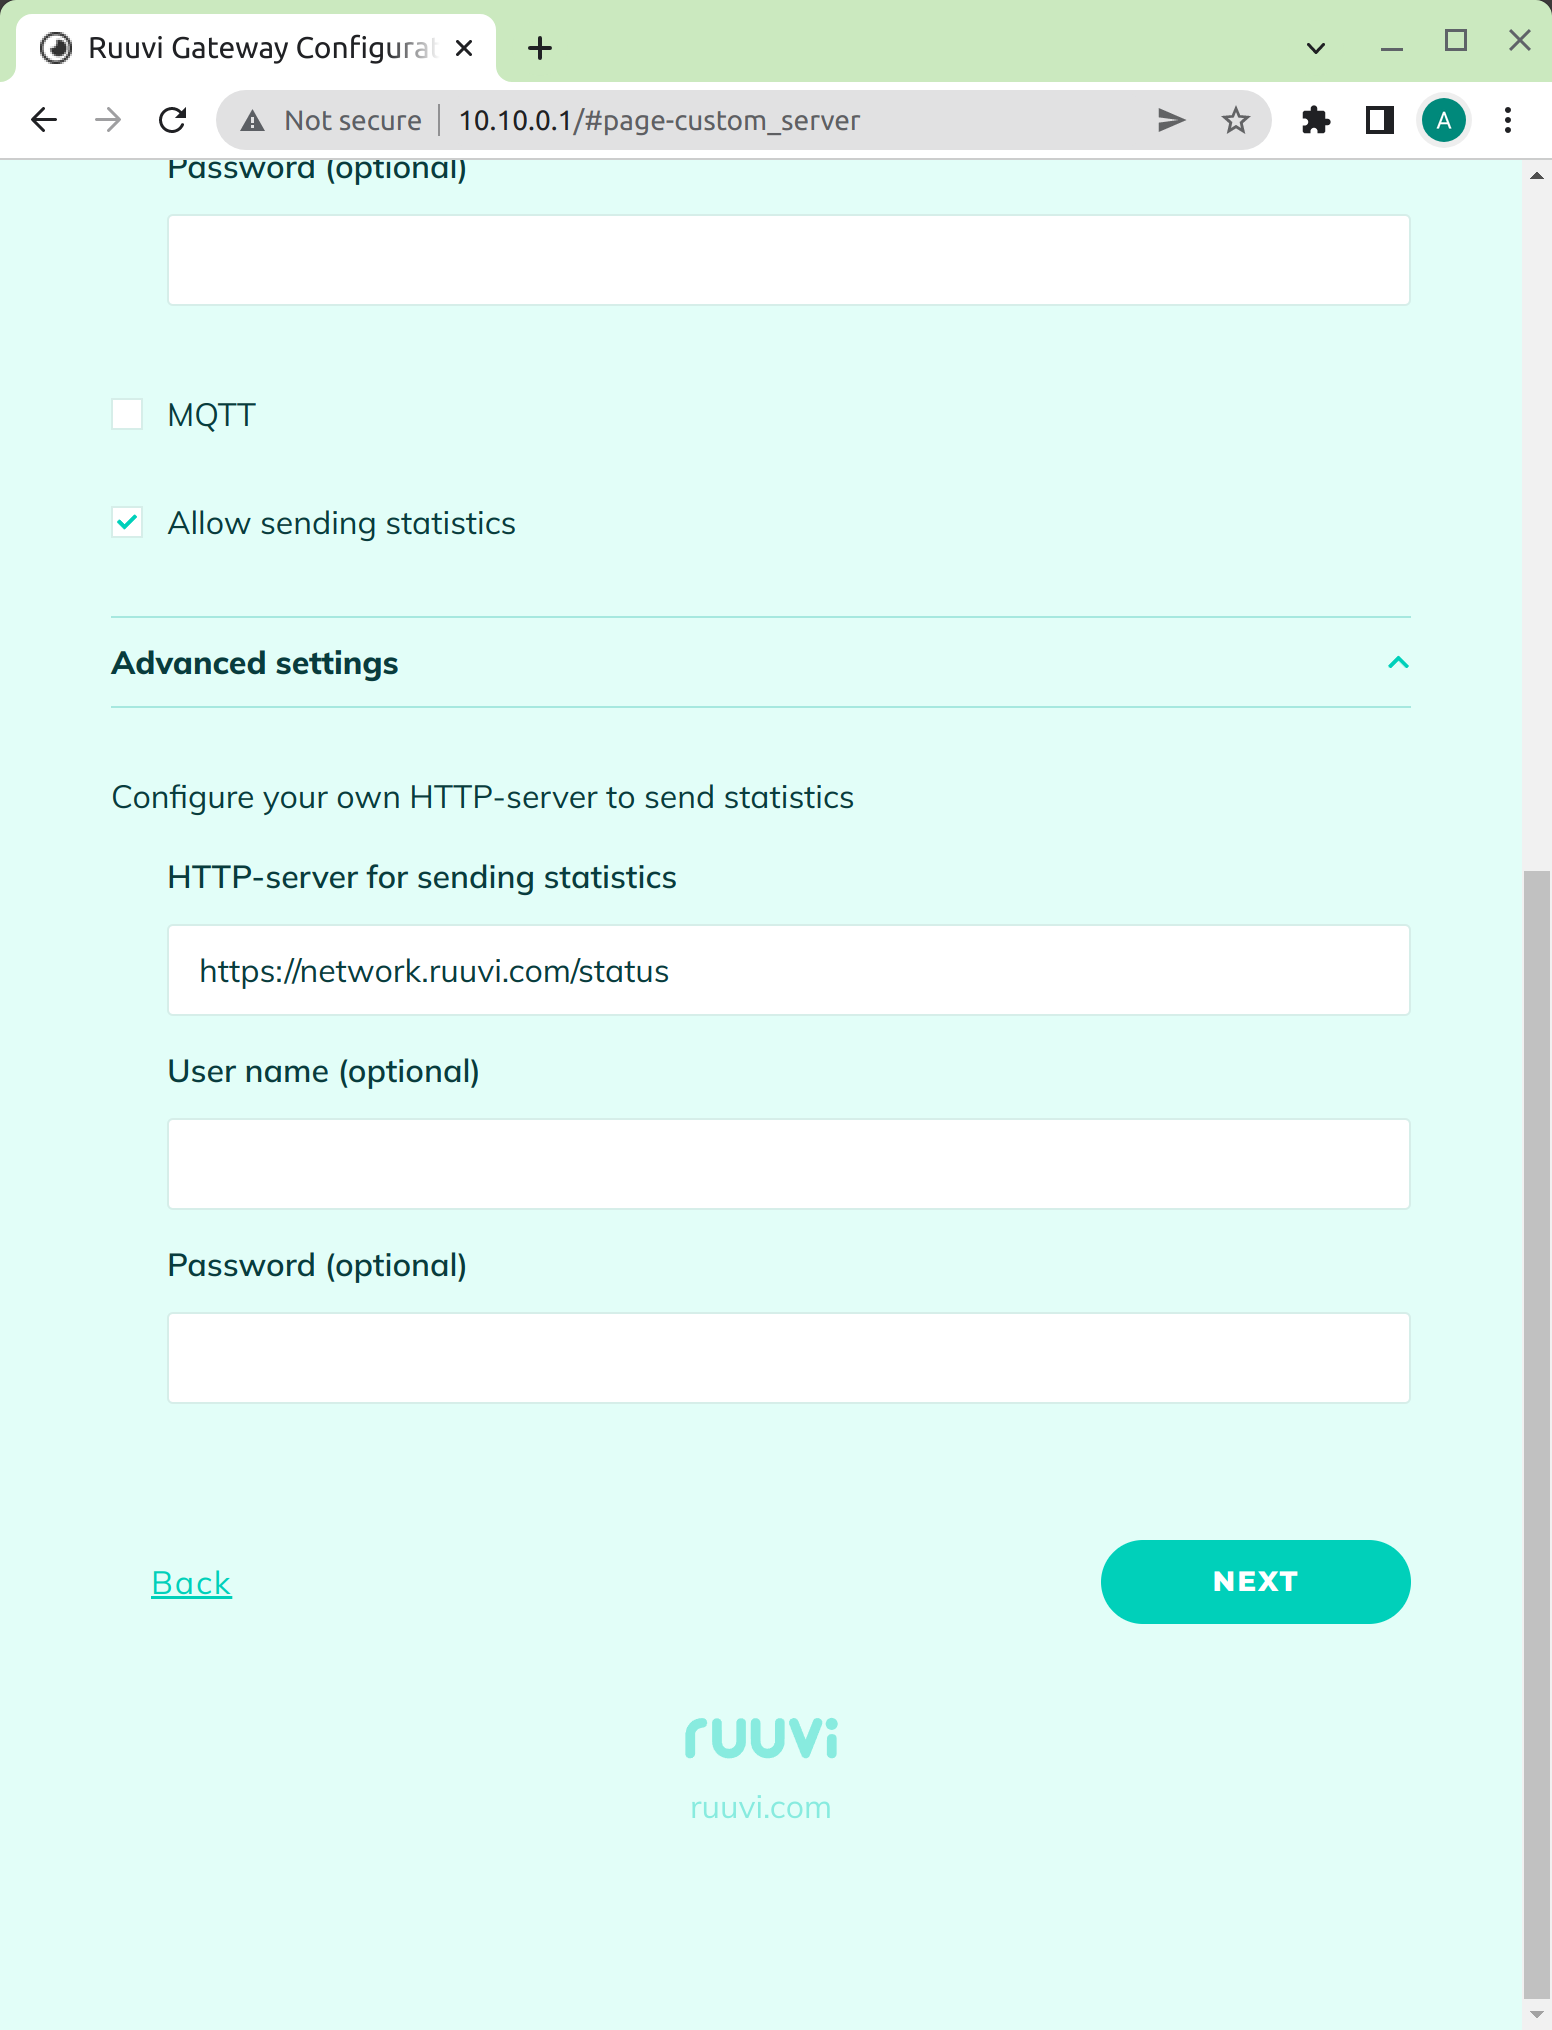 Ruuvi Gateway Configurat
Not secure
10.10.0.1/#page-custom_server
A
Password (optional)
MQTT
Allow sending statistics
Advanced settings
Configure your own HTTP-server to send statistics
HTTP-server for sending statistics
https://network.ruuvi.com/status
User name (optional)
Password (optional)
Back
NEXT
ruuvi
ruuvi.com